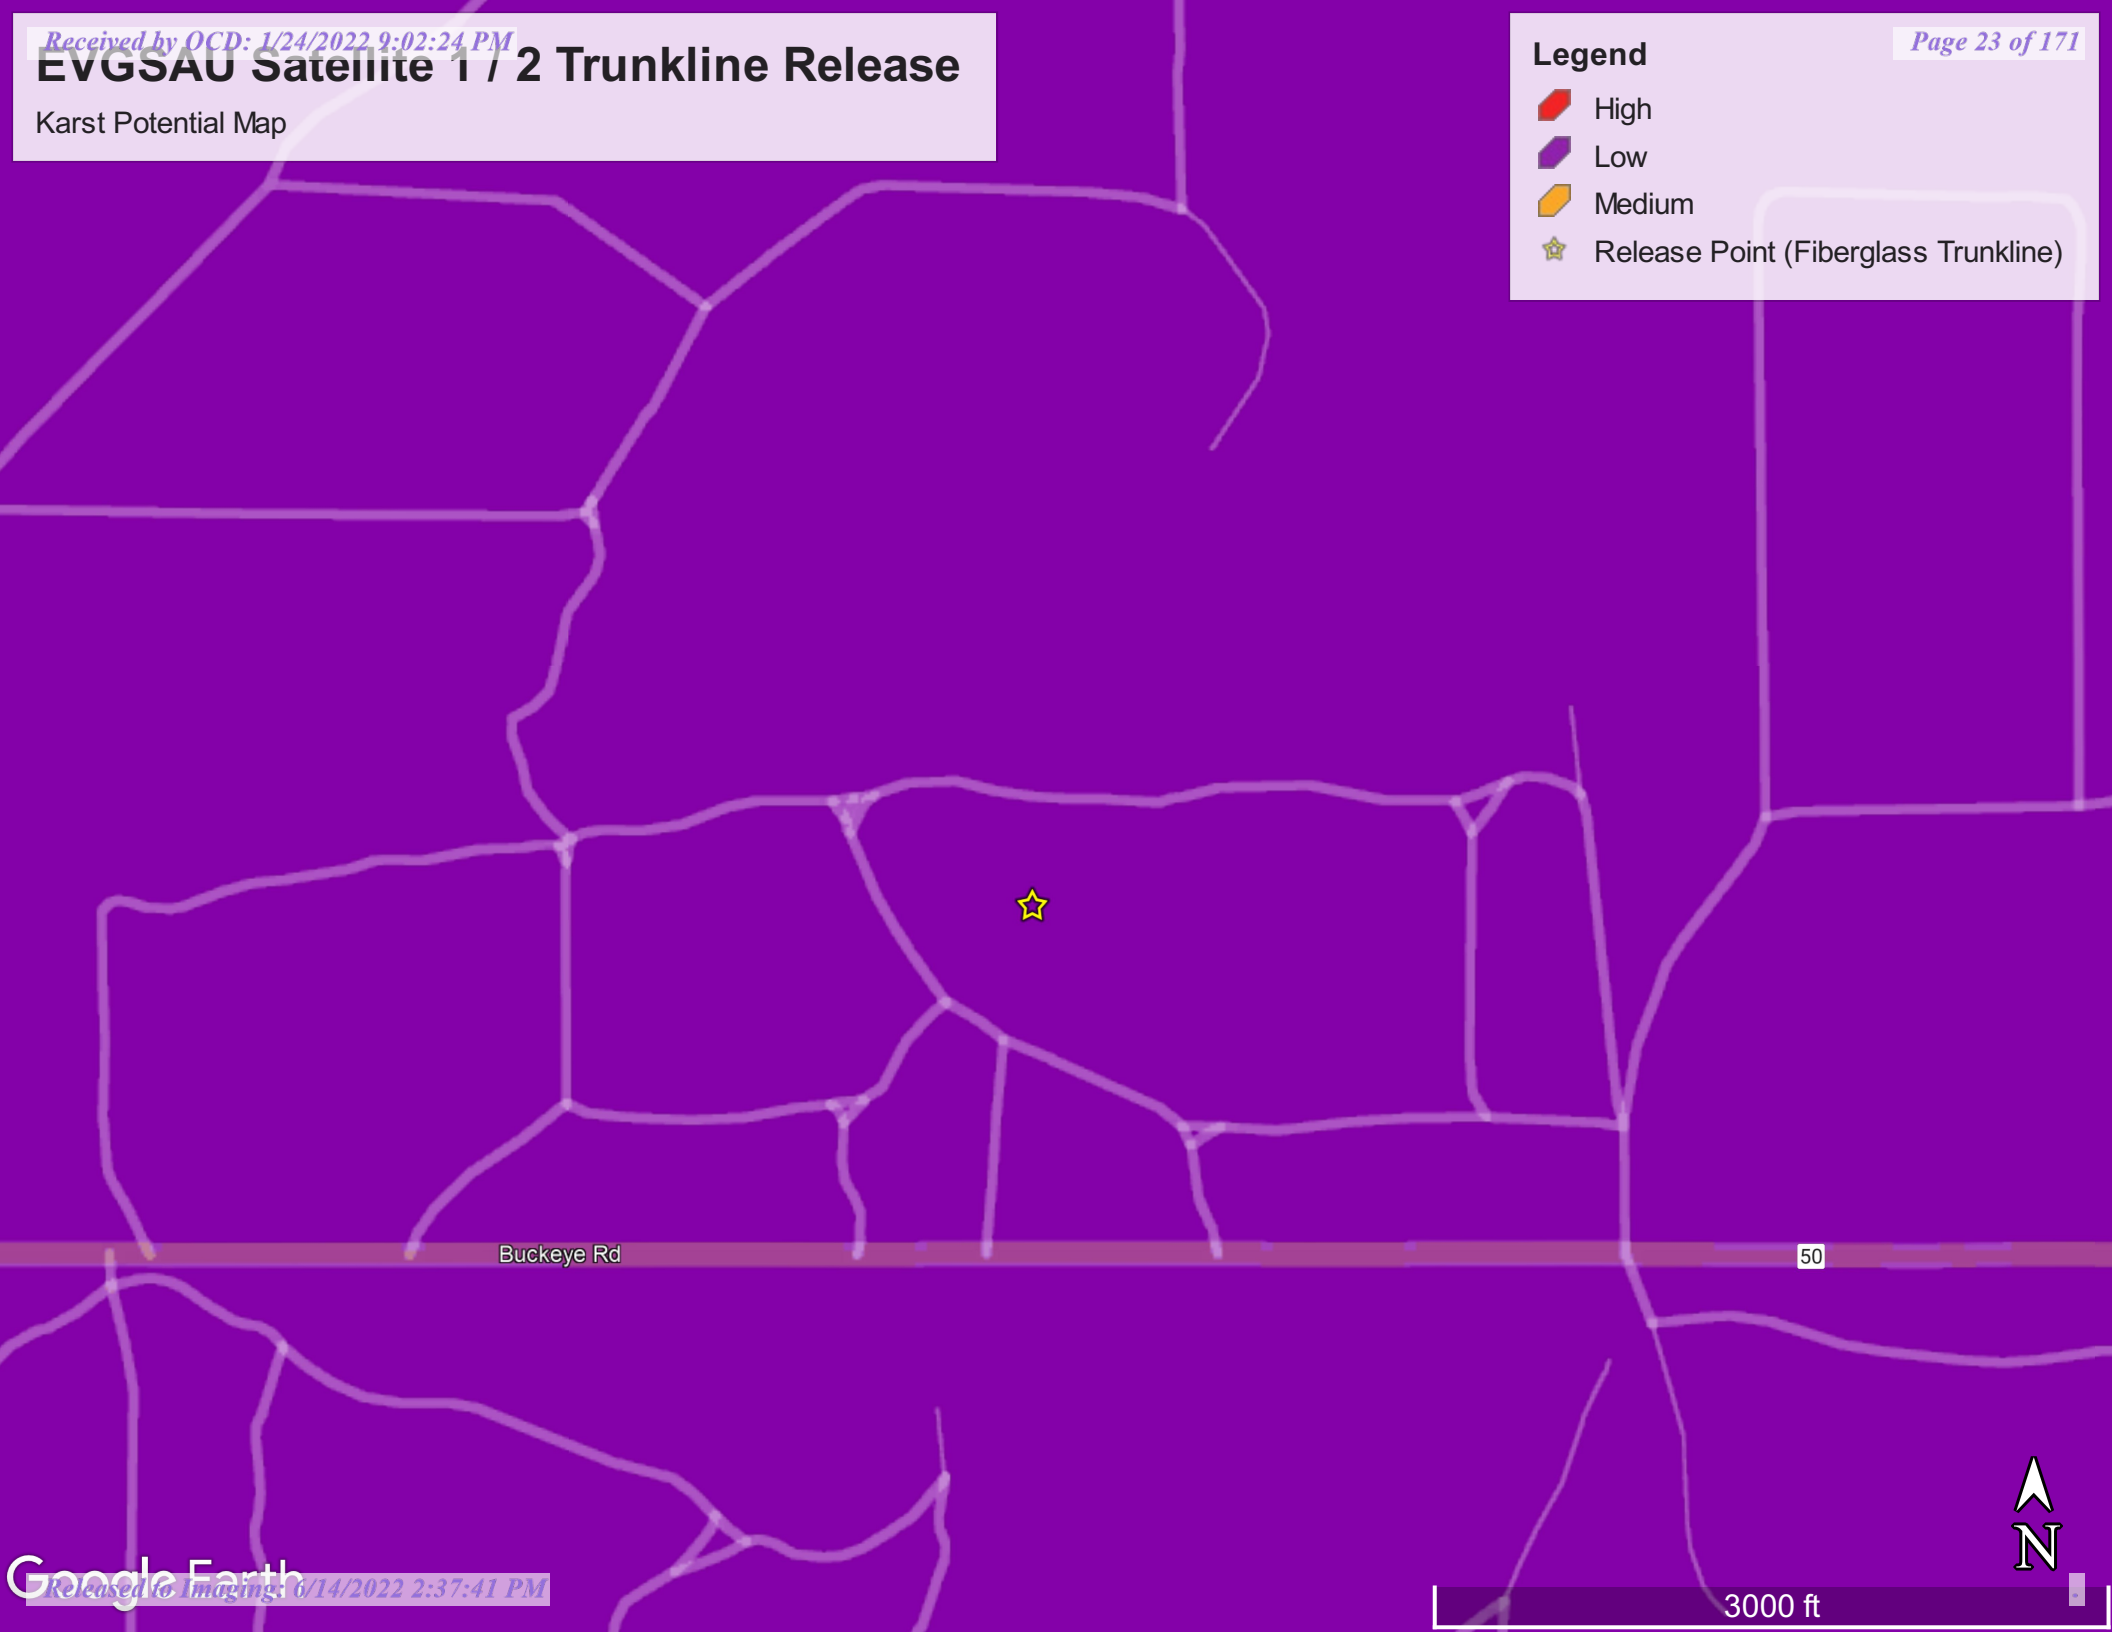 Received by OCD: 1/24/2022 9:02:24 PM
Page 23 of 171
EVGSAU Satellite 1 / 2 Trunkline Release
Karst Potential Map
Legend
High
Low
Medium
Release Point (Fiberglass Trunkline)
Buckeye Rd
50
N
Google Earth
Released to Imaging: 6/14/2022 2:37:41 PM
3000 ft